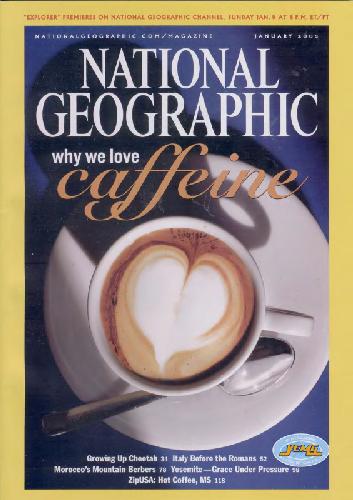 "EXPLORER" PREMIERES ON NATIONAL GEOGRAPHIC CHANNEL, SUNDAY JAN. 9 AT 8 P.M. ET/PT
NATIONALGEOGRAPHIC.COM/MAGAZINE JANUARY 2005
NATIONAL
GEOGRAPHIC
why we love
caffeine
Growing Up Cheetah 31 Italy Before the Romans 52
Morocco's Mountain Berbers 78 Yosemite—Grace Under Pressure 98
ZipUSA: Hot Coffee, MS 118